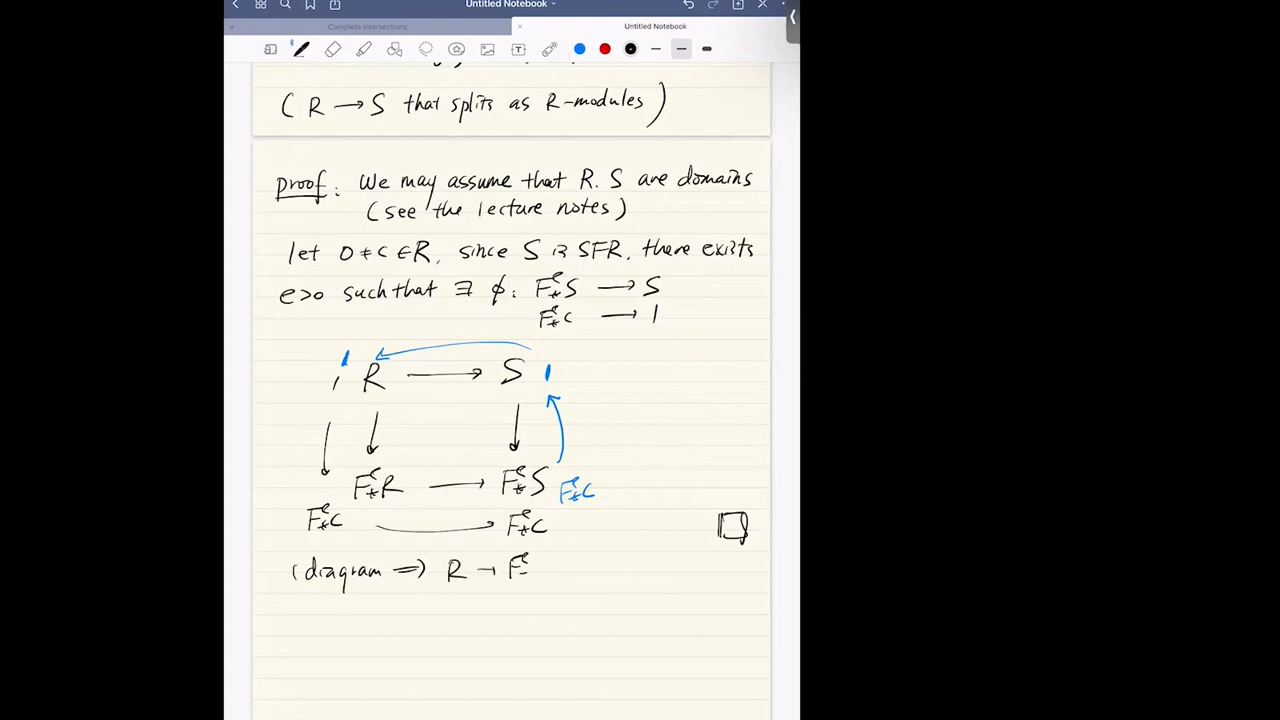 Untitled Notebook
Complete Intersections
Untitled Notebook
( R → S that splits as R-modules )
proof: We may assume that R. S are domains
(see the lecture notes)
let 0 ≠ c ∈ R, since S is SFR, there exists
e>0 such that ∃ φ: F^e_* S → S
F^e_* c → 1
1 R → S 1
F^e_* R → F^e_* S F^e_* c
F^e_* c → F^e_* c
(diagram ⇒) R → F^e